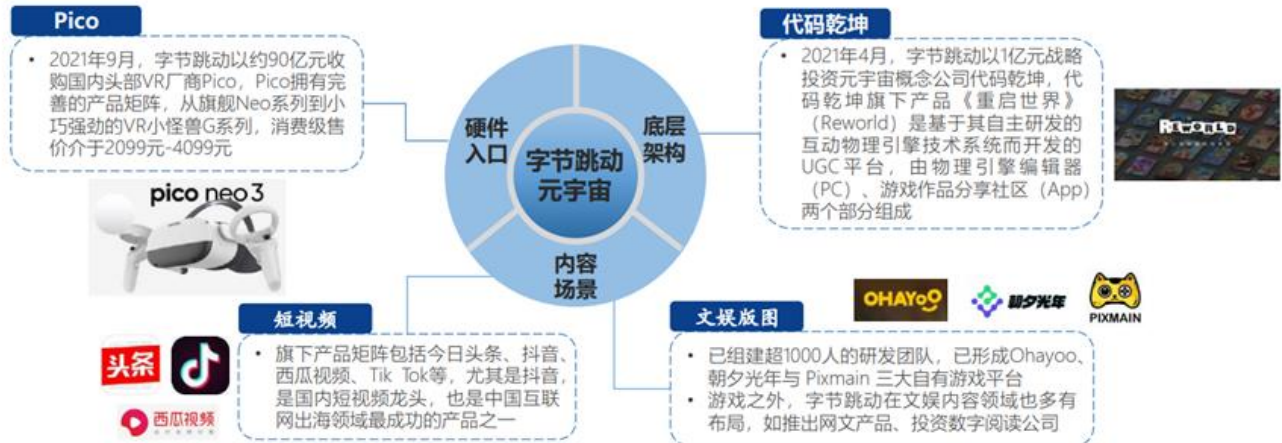 Pico
• 2021年9月，字节跳动以约90亿元收
购国内头部VR厂商Pico，Pico拥有完
善的产品矩阵，从旗舰Neo系列到小
巧强劲的VR小怪兽G系列，消费级售
价介于2099元-4099元
pico neo 3
硬件
入口
底层
架构
字节跳动
元宇宙
内容
场景
代码乾坤
• 2021年4月，字节跳动以1亿元战略
投资元宇宙概念公司代码乾坤，代
码乾坤旗下产品《重启世界》
（Reworld）是基于其自主研发的
互动物理引擎技术系统而开发的
UGC平台，由物理引擎编辑器
（PC）、游戏作品分享社区（App）
两个部分组成
REWORLD
短视频
头条
西瓜视频
• 旗下产品矩阵包括今日头条、抖音、
西瓜视频、Tik Tok等，尤其是抖音，
是国内短视频龙头，也是中国互联
网出海领域最成功的产品之一
OHAYOO
朝夕光年
PIXMAIN
文娱版图
• 已组建超1000人的研发团队，已形成Ohayoo、
朝夕光年与 Pixmain 三大自有游戏平台
• 游戏之外，字节跳动在文娱内容领域也多有
布局，如推出网文产品、投资数字阅读公司